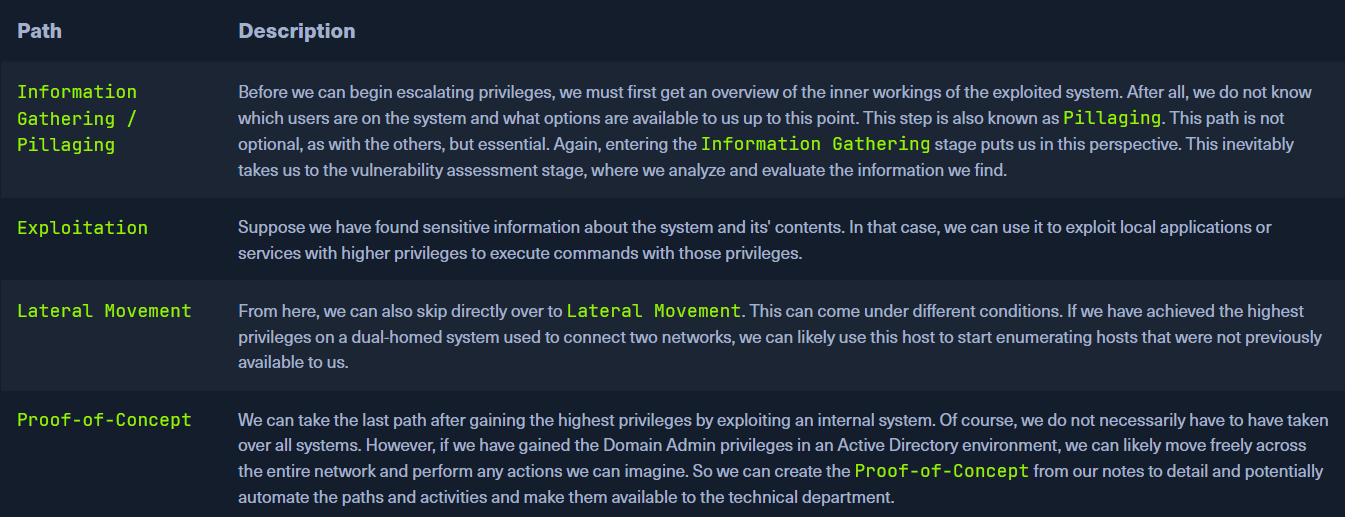 Path
Description
Information
Gathering /
Pillaging
Before we can begin escalating privileges, we must first get an overview of the inner workings of the exploited system. After all, we do not know
which users are on the system and what options are available to us up to this point. This step is also known as Pillaging. This path is not
optional, as with the others, but essential. Again, entering the Information Gathering stage puts us in this perspective. This inevitably
takes us to the vulnerability assessment stage, where we analyze and evaluate the information we find.
Exploitation
Suppose we have found sensitive information about the system and its' contents. In that case, we can use it to exploit local applications or
services with higher privileges to execute commands with those privileges.
Lateral Movement
From here, we can also skip directly over to Lateral Movement. This can come under different conditions. If we have achieved the highest
privileges on a dual-homed system used to connect two networks, we can likely use this host to start enumerating hosts that were not previously
available to us.
Proof-of-Concept
We can take the last path after gaining the highest privileges by exploiting an internal system. Of course, we do not necessarily have to have taken
over all systems. However, if we have gained the Domain Admin privileges in an Active Directory environment, we can likely move freely across
the entire network and perform any actions we can imagine. So we can create the Proof-of-Concept from our notes to detail and potentially
automate the paths and activities and make them available to the technical department.